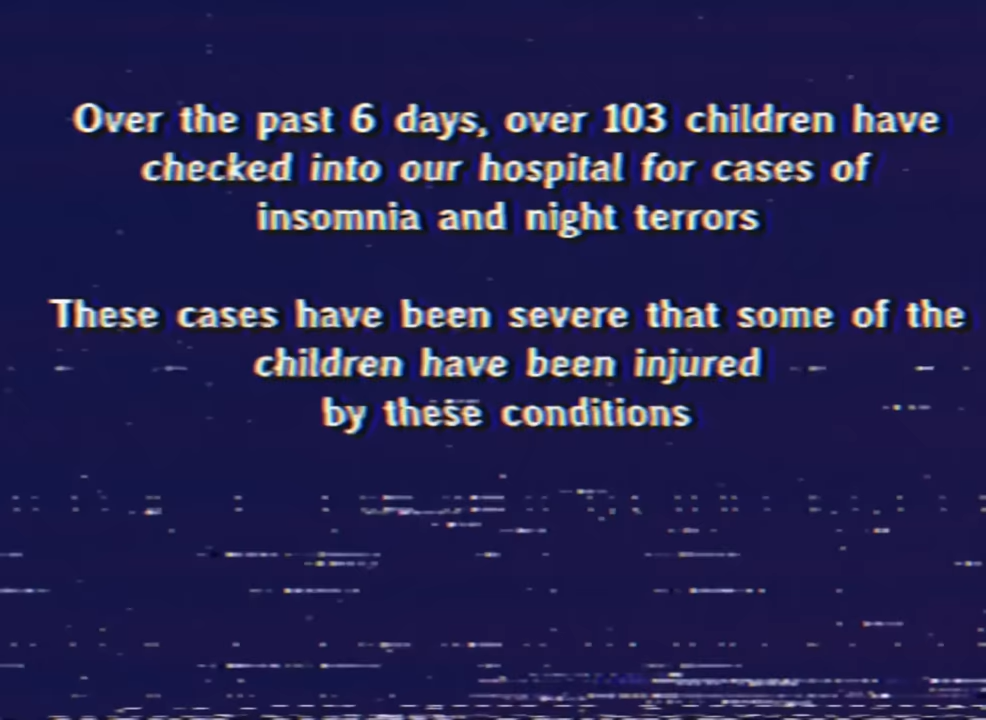 Over the past 6 days, over 103 children have
checked into our hospital for cases of
insomnia and night terrors
These cases have been severe that some of the
children have been injured
by these conditions